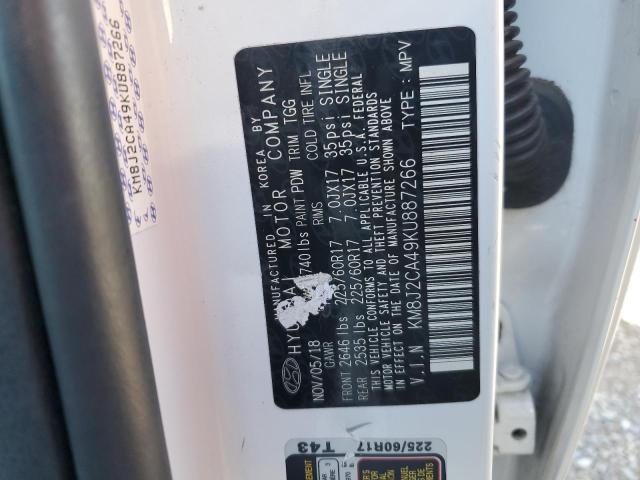 KM8J2CA49KU887266
MANUFACTURED IN KOREA BY
MOTOR COMPANY
NOV/05/18 740lbs PAINT PDW TRIM TGG
GAWR RIMS COLD TIRE INFL
FRONT 2646 lbs 225/60R17 7.0JX17 35psi SINGLE
REAR 2535 lbs 225/60R17 7.0JX17 35psi SINGLE
THIS VEHICLE CONFORMS TO ALL APPLICABLE U.S.A. FEDERAL
MOTOR VEHICLE SAFETY AND THEFT PREVENTION STANDARDS
IN EFFECT ON THE DATE OF MANUFACTURE SHOWN ABOVE.
V.I.N KM8J2CA49KU887266 TYPE : MPV
225/60R17
T43